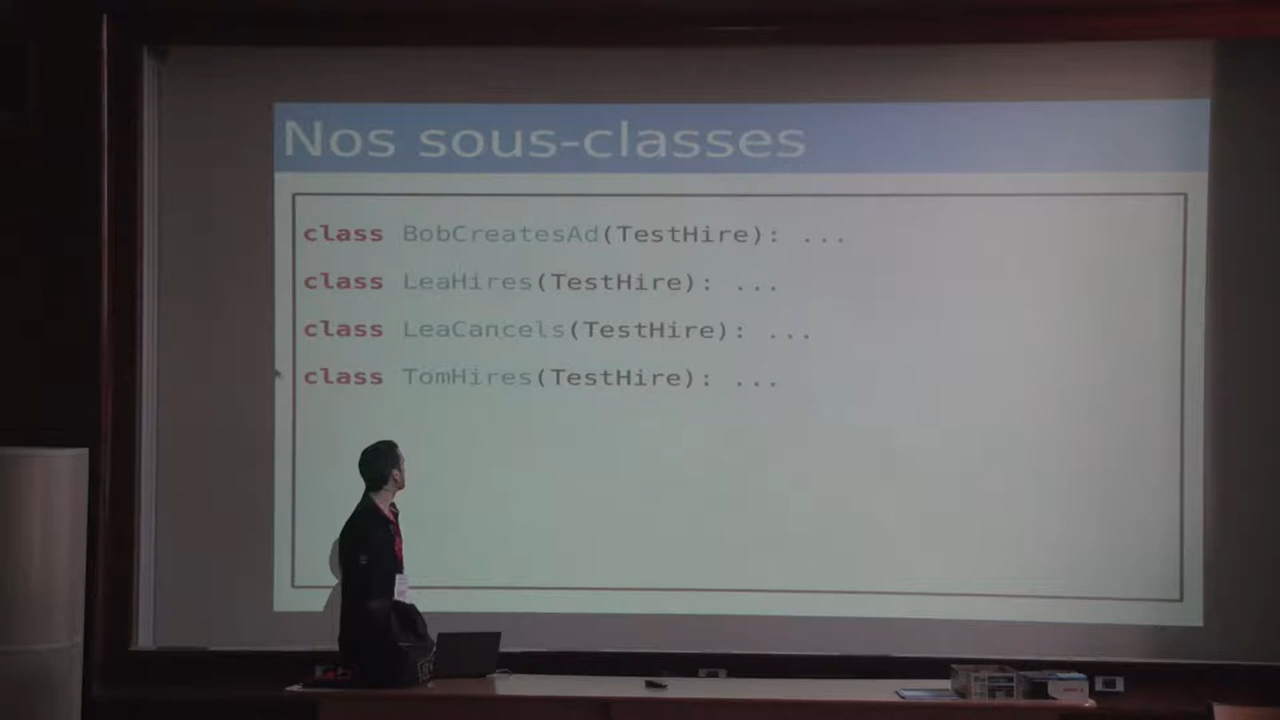 Nos sous-classes
class BobCreatesAd(TestHire): ...
class LeaHires(TestHire): ...
class LeaCancels(TestHire): ...
class TomHires(TestHire): ...